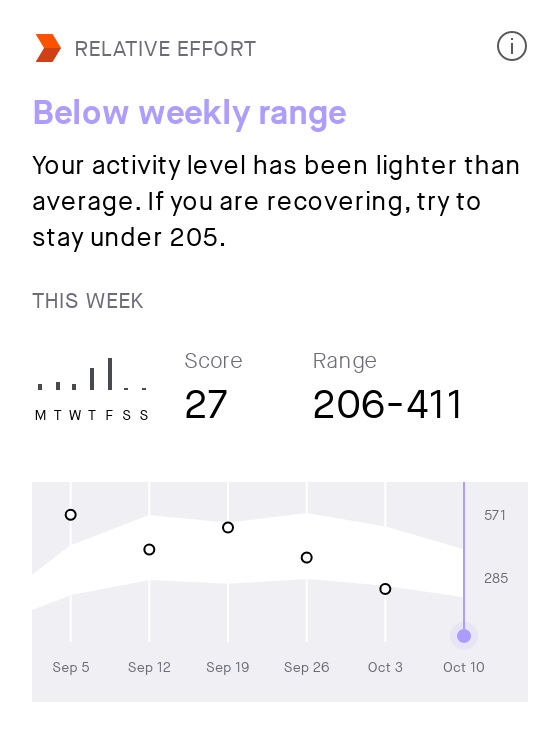 RELATIVE EFFORT
Below weekly range
Your activity level has been lighter than
average. If you are recovering, try to
stay under 205.
THIS WEEK
Score Range
27 206-411
M T W T F S S
571
285
Sep 5 Sep 12 Sep 19 Sep 26 Oct 3 Oct 10